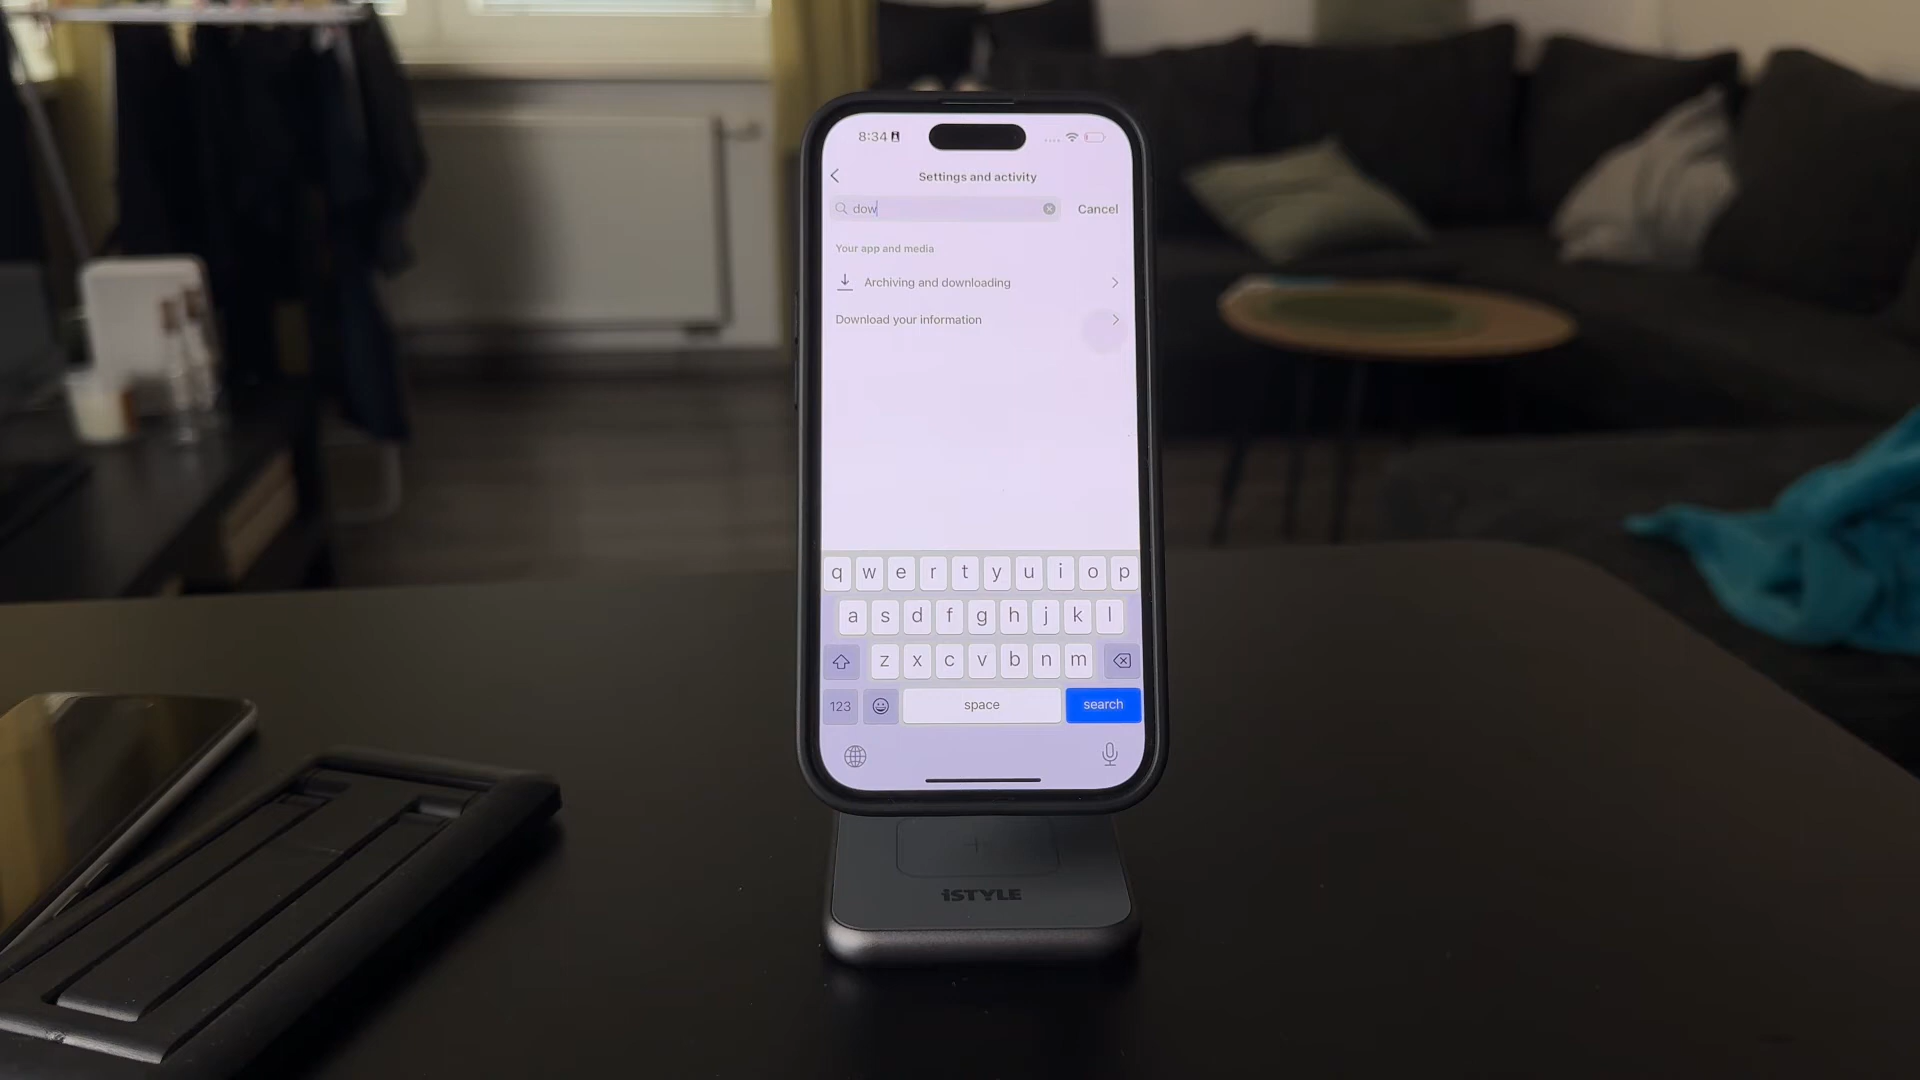 8:34
Settings and activity
dow
Cancel
Your app and media
Archiving and downloading
Download your information
q w e r t y u i o p
a s d f g h j k l
z x c v b n m
123 space search
iSTYLE